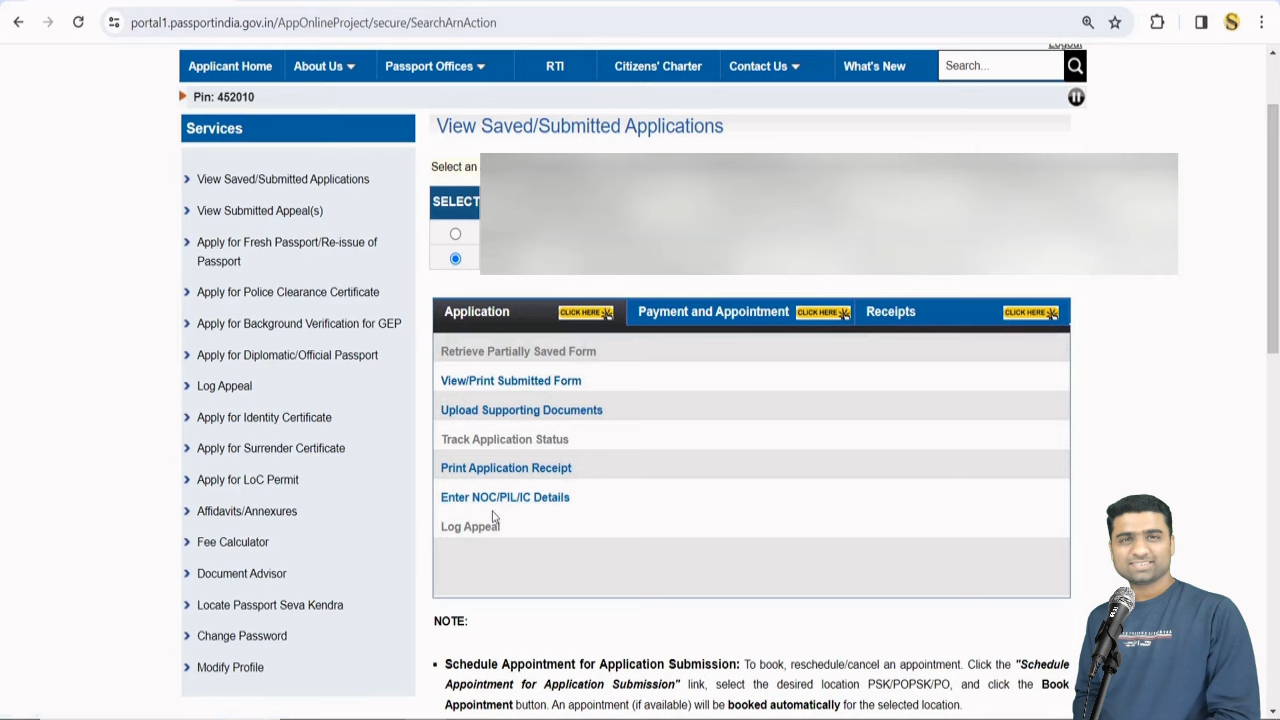 portal1.passportindia.gov.in/AppOnlineProject/secure/SearchArnAction
Logout
Applicant Home
About Us
Passport Offices
RTI
Citizens' Charter
Contact Us
What's New
Search...
Pin: 452010
Services
View Saved/Submitted Applications
View Submitted Appeal(s)
Apply for Fresh Passport/Re-issue of
Passport
Apply for Police Clearance Certificate
Apply for Background Verification for GEP
Apply for Diplomatic/Official Passport
Log Appeal
Apply for Identity Certificate
Apply for Surrender Certificate
Apply for LoC Permit
Affidavits/Annexures
Fee Calculator
Document Advisor
Locate Passport Seva Kendra
Change Password
Modify Profile
View Saved/Submitted Applications
Select an
SELECT
Application CLICK HERE
Payment and Appointment CLICK HERE
Receipts CLICK HERE
Retrieve Partially Saved Form
View/Print Submitted Form
Upload Supporting Documents
Track Application Status
Print Application Receipt
Enter NOC/PIL/IC Details
Log Appeal
NOTE:
▪ Schedule Appointment for Application Submission: To book, reschedule/cancel an appointment. Click the "Schedule
Appointment for Application Submission" link, select the desired location PSK/POPSK/PO, and click the Book
Appointment button. An appointment (if available) will be booked automatically for the selected location.